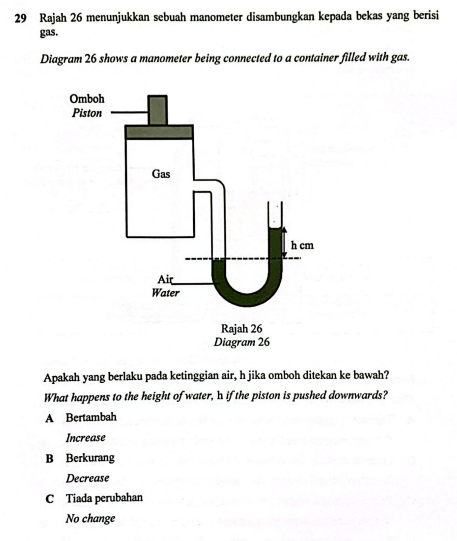 29 Rajah 26 menunjukkan sebuah manometer disambungkan kepada bekas yang berisi
gas.
Diagram 26 shows a manometer being connected to a container filled with gas.
Omboh
Piston
Gas
h cm
Air
Water
Rajah 26
Diagram 26
Apakah yang berlaku pada ketinggian air, h jika omboh ditekan ke bawah?
What happens to the height of water, h if the piston is pushed downwards?
A Bertambah
Increase
B Berkurang
Decrease
C Tiada perubahan
No change